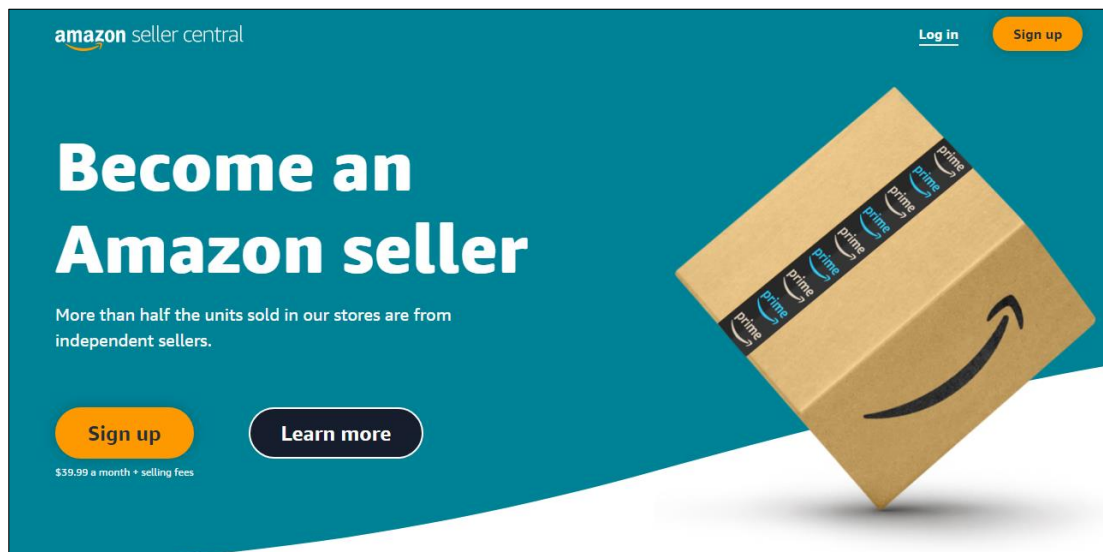 amazon seller central
Log in
Sign up
Become an
Amazon seller
More than half the units sold in our stores are from
independent sellers.
Sign up
Learn more
$39.99 a month + selling fees
prime
prime
prime
prime
prime
prime
prime
prime
prime